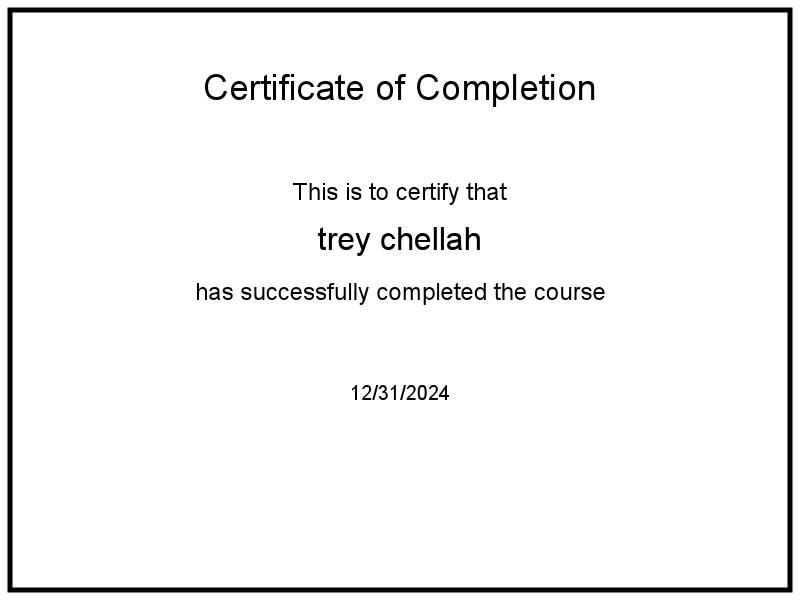 Certificate of Completion
This is to certify that
trey chellah
has successfully completed the course
12/31/2024